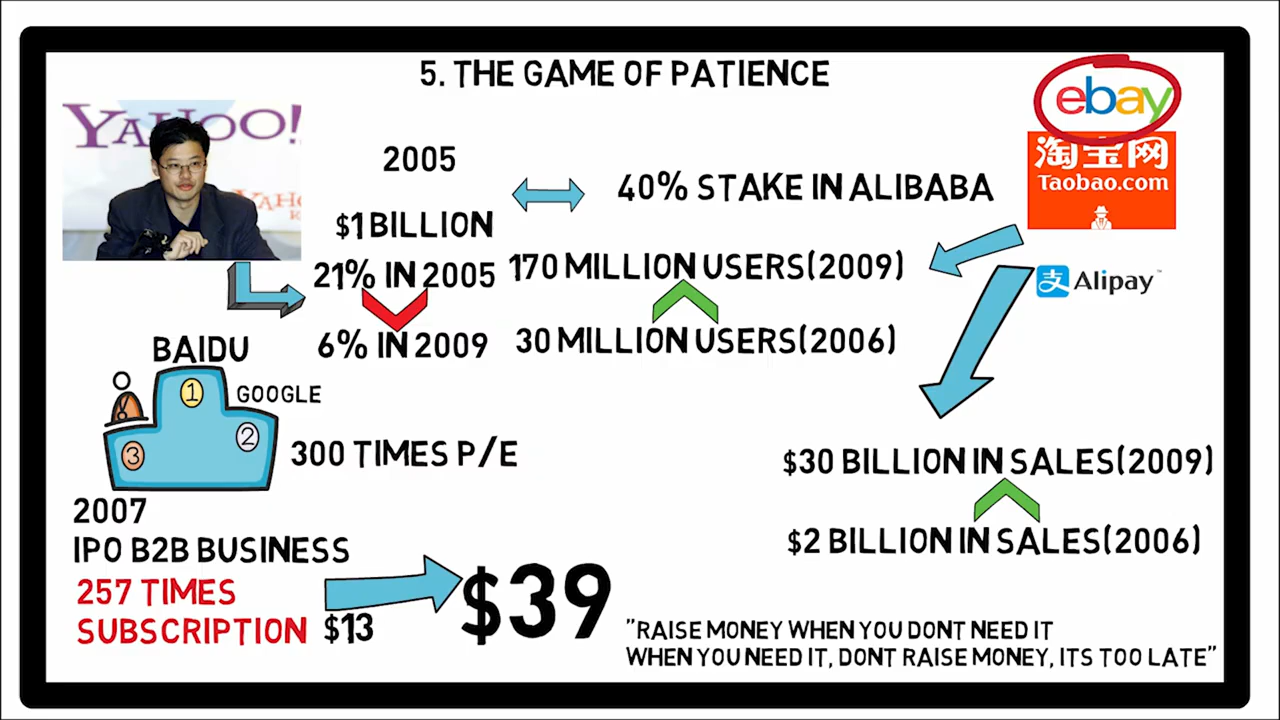 5. THE GAME OF PATIENCE
YAHOO!
YAHO
ebay
淘宝网
Taobao.com
2005
$1 BILLION
40% STAKE IN ALIBABA
21% IN 2005
6% IN 2009
170 MILLION USERS(2009)
30 MILLION USERS(2006)
支 Alipay™
BAIDU
1
GOOGLE
2
3
300 TIMES P/E
$30 BILLION IN SALES(2009)
$2 BILLION IN SALES(2006)
2007
IPO B2B BUSINESS
257 TIMES
SUBSCRIPTION $13
$39
"RAISE MONEY WHEN YOU DONT NEED IT
WHEN YOU NEED IT, DONT RAISE MONEY, ITS TOO LATE"